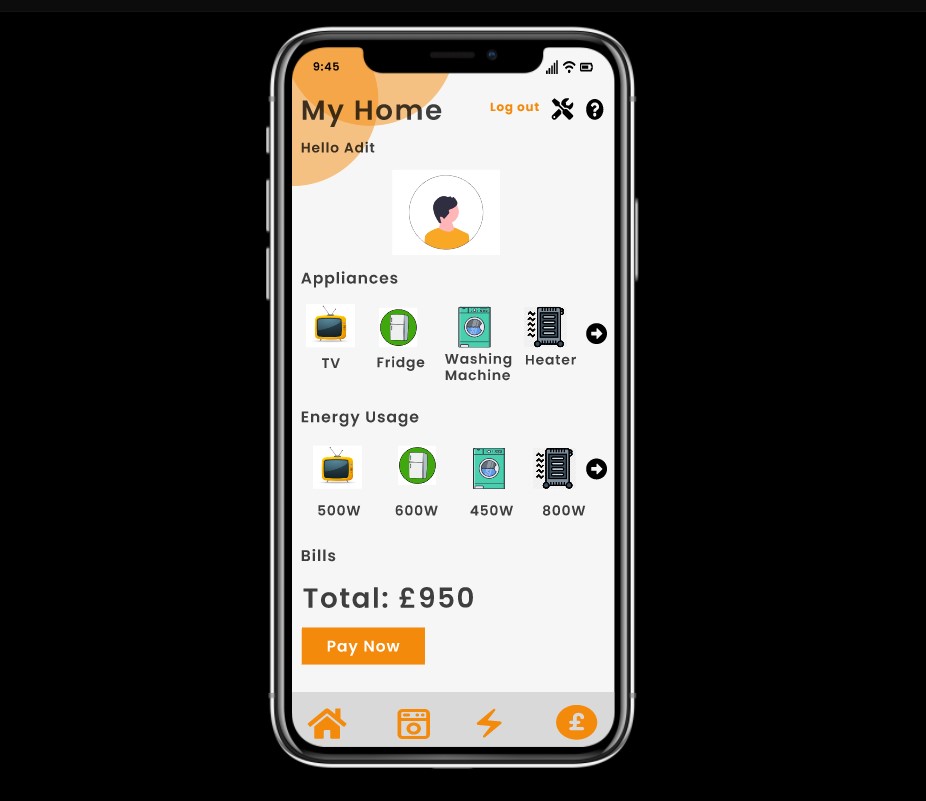 9:45
My Home
Log out
Hello Adit
Appliances
TV
Fridge
Washing
Machine
Heater
Energy Usage
500W
600W
450W
800W
Bills
Total: £950
Pay Now
£